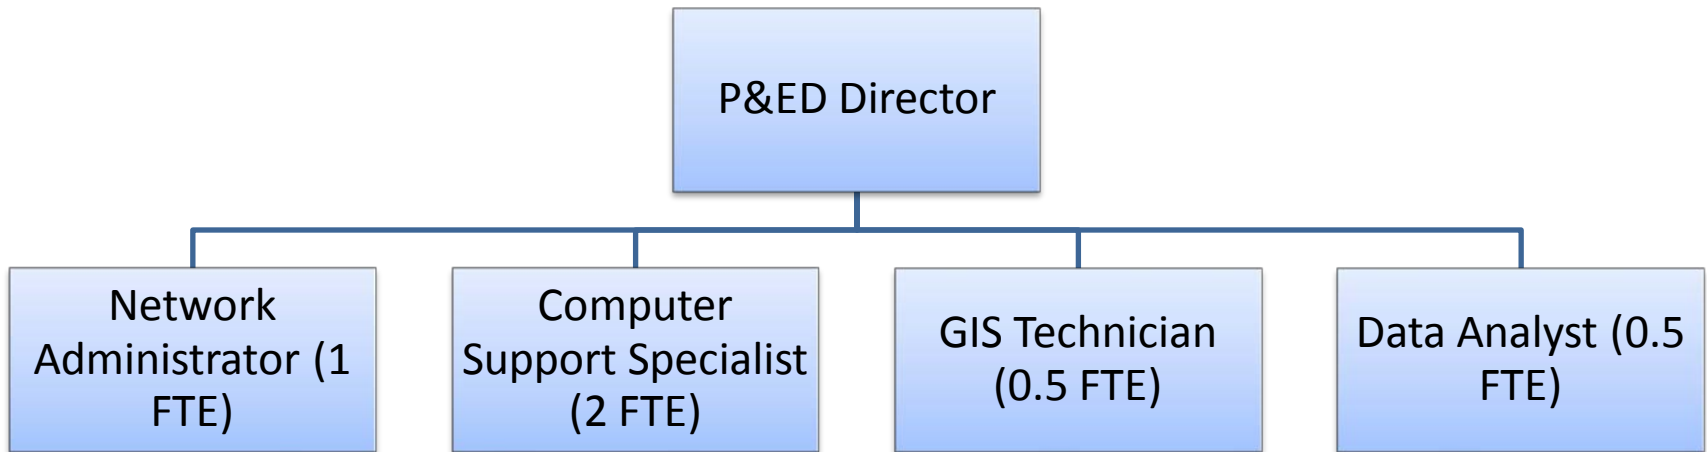 P&ED Director
Network
Administrator (1
FTE)
Computer
Support Specialist
(2 FTE)
GIS Technician
(0.5 FTE)
Data Analyst (0.5
FTE)